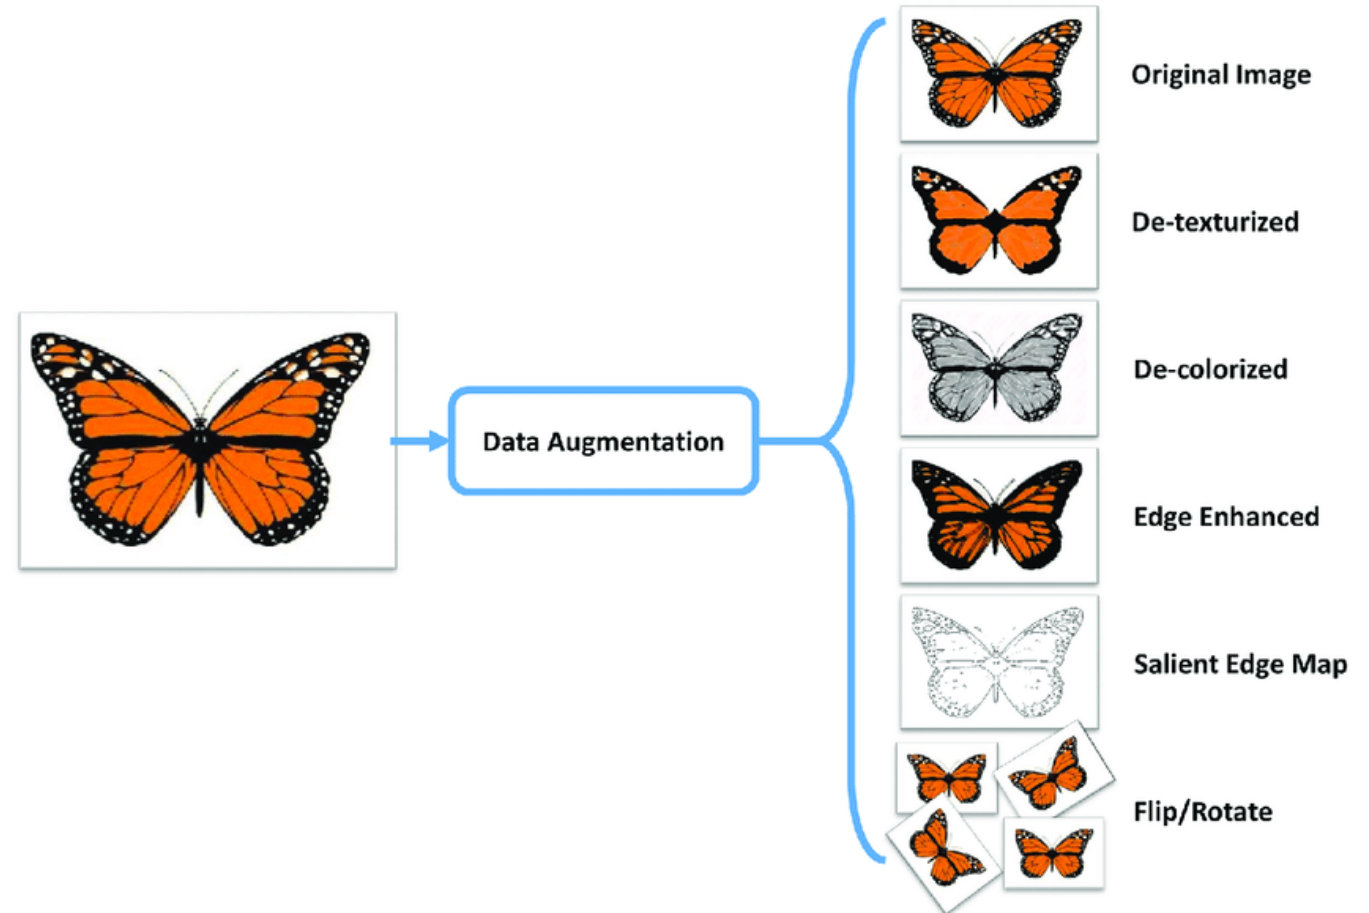 Original Image
De-texturized
De-colorized
Data Augmentation
Edge Enhanced
Salient Edge Map
Flip/Rotate